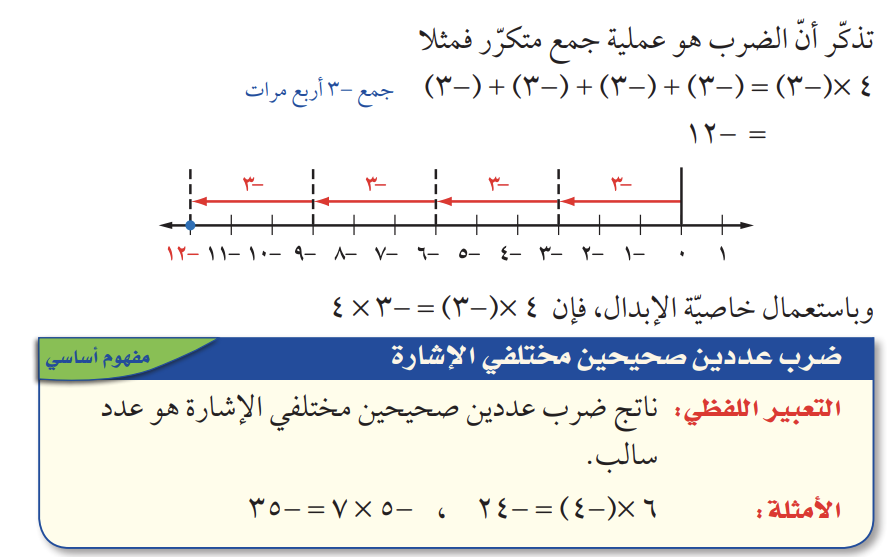 تذكّر أنّ الضرب هو عملية جمع متكرّر فمثلا
٤ ×(–٣) = (–٣) + (–٣) + (–٣) + (–٣) جمع –٣ أربع مرات
= –١٢
–٣ –٣ –٣ –٣
١ ٠ –١ –٢ –٣ –٤ –٥ –٦ –٧ –٨ –٩ –١٠ –١١ –١٢
وباستعمال خاصيّة الإبدال، فإن ٤ ×(–٣) = –٣ × ٤
ضرب عددين صحيحين مختلفي الإشارة مفهوم أساسي
التعبير اللفظي: ناتج ضرب عددين صحيحين مختلفي الإشارة هو عدد
سالب.
الأمثلة: ٦ ×(–٤) = –٢٤ ، –٥ × ٧ = –٣٥